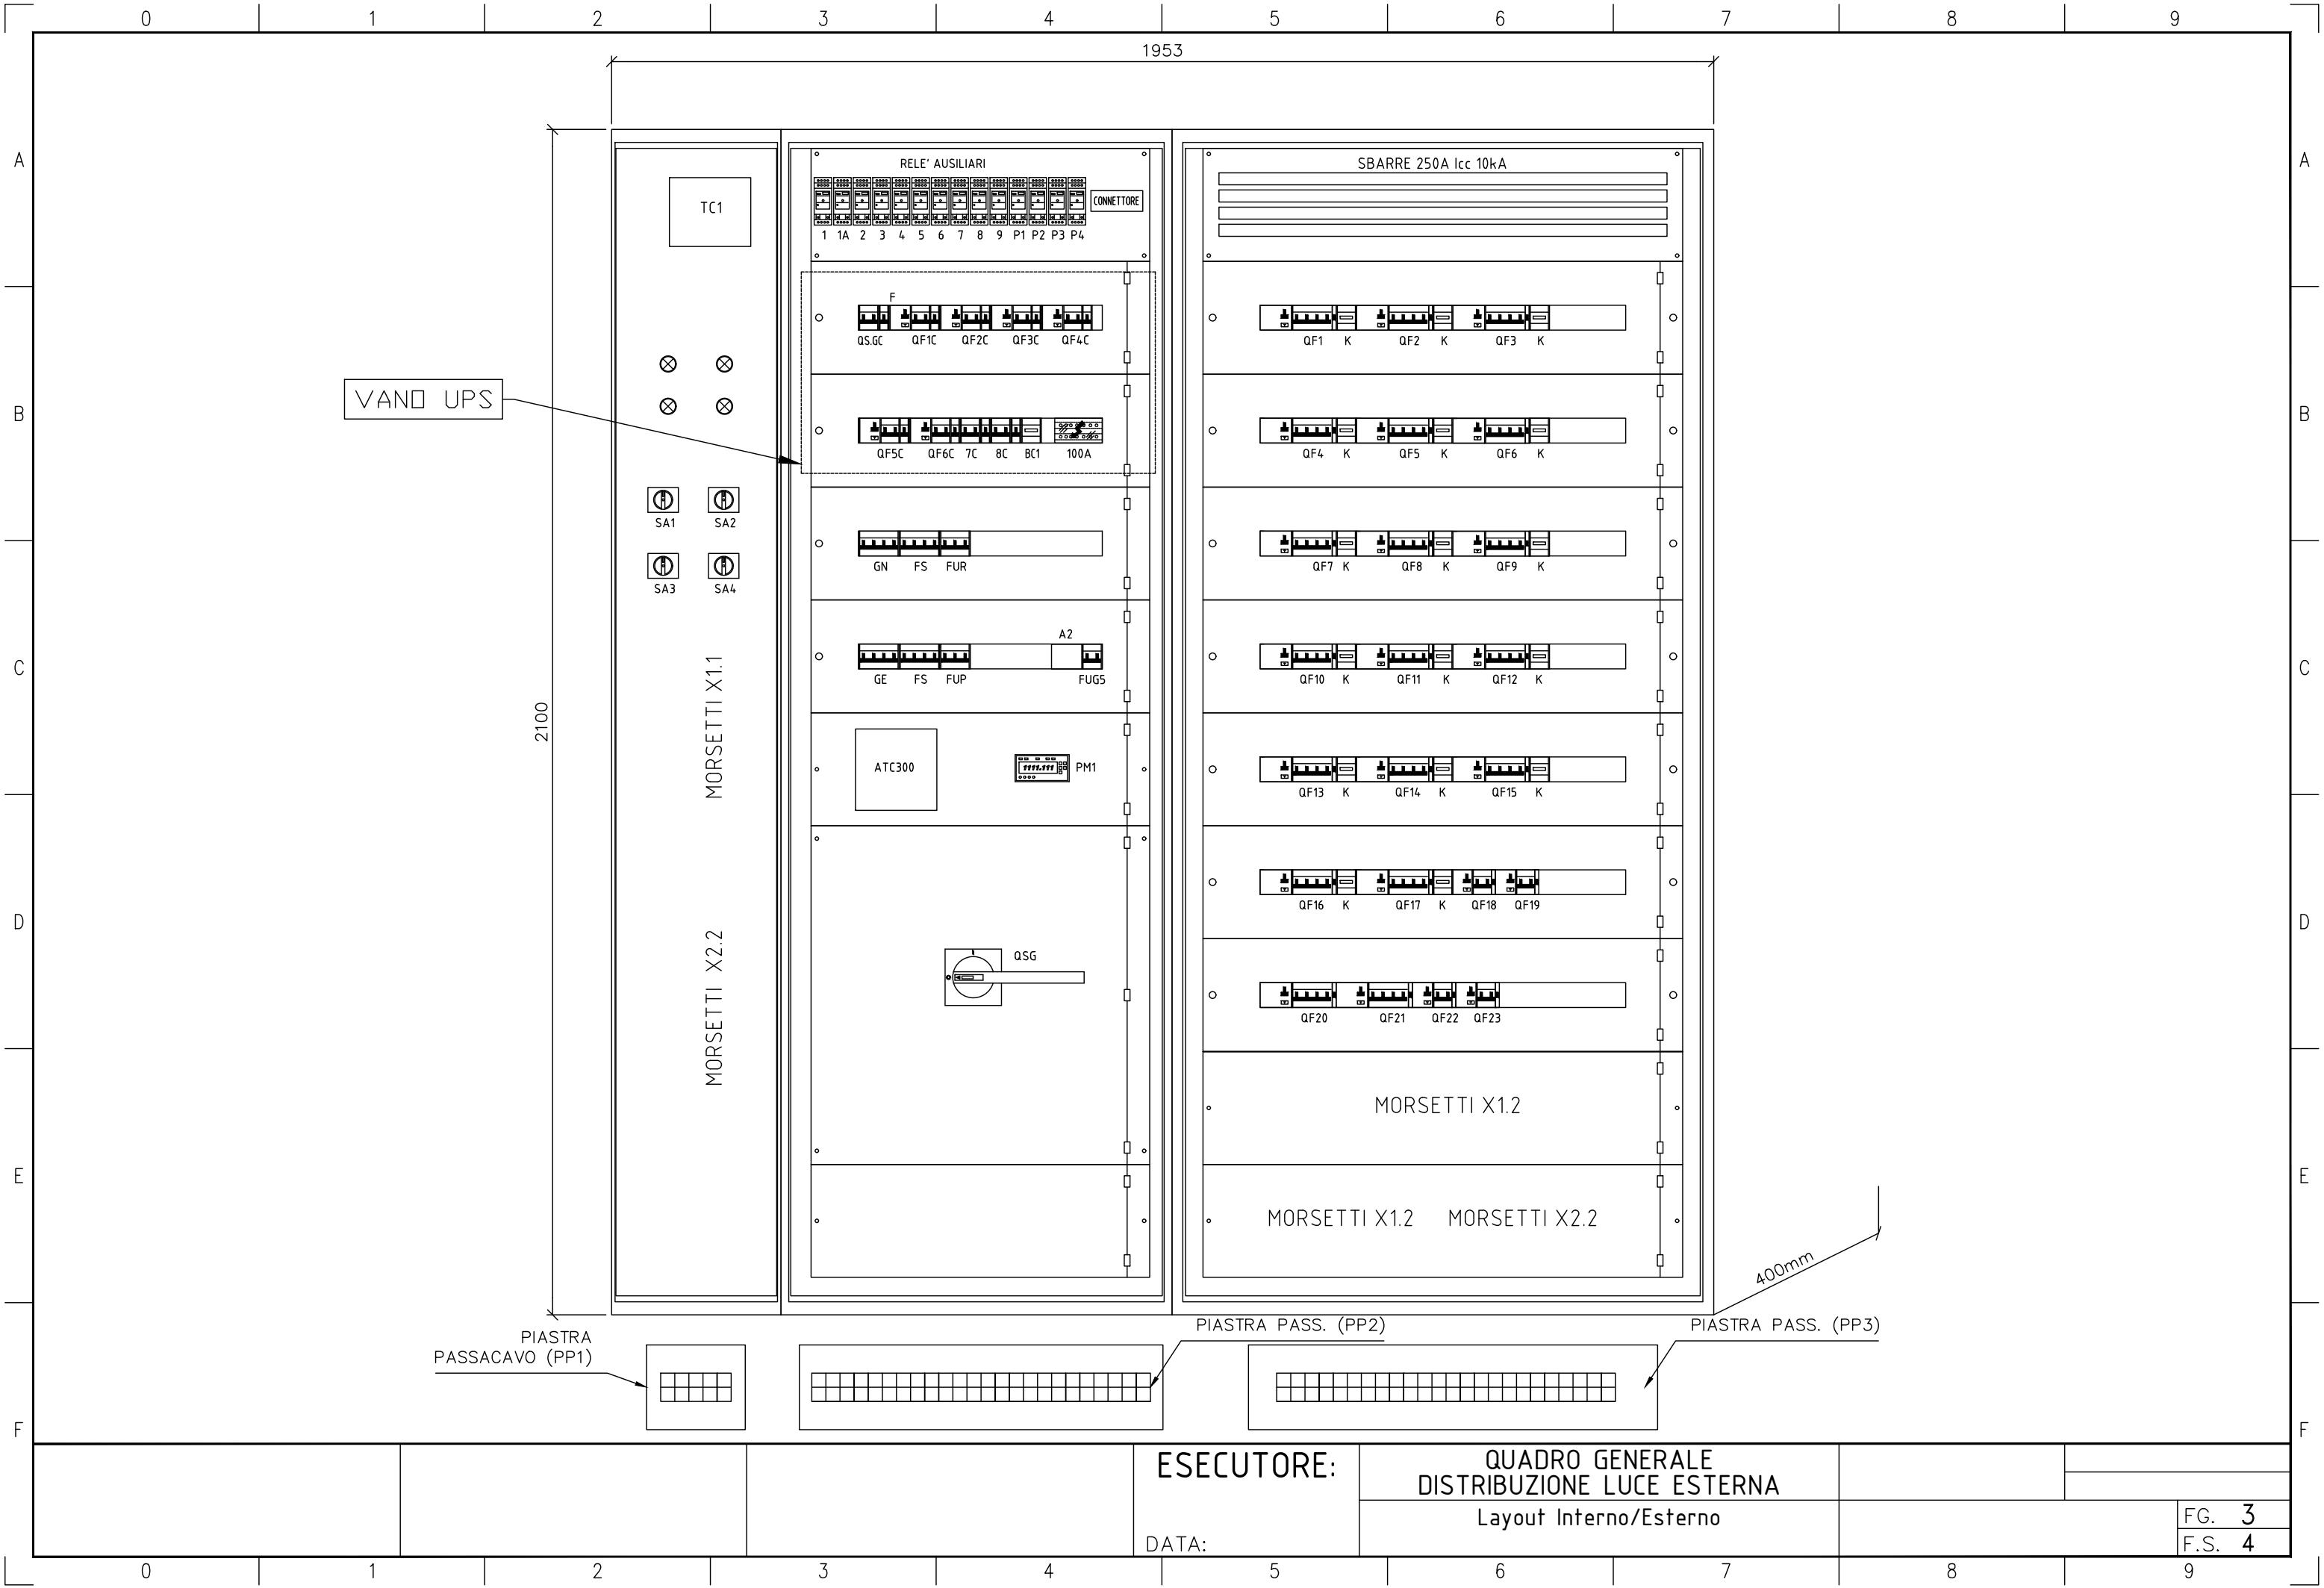 0 1 2 3 4 5 6 7 8 9
1953
A A
RELE' AUSILIARI
SBARRE 250A Icc 10kA
TC1
CONNETTORE
1 1A 2 3 4 5 6 7 8 9 P1 P2 P3 P4
F
QS.GC QF1C QF2C QF3C QF4C
QF1 K QF2 K QF3 K
VANO UPS
B B
QF5C QF6C 7C 8C BC1 100A
QF4 K QF5 K QF6 K
SA1 SA2
GN FS FUR
QF7 K QF8 K QF9 K
SA3 SA4
A2
C C
GE FS FUP FUG5
QF10 K QF11 K QF12 K
MORSETTI X1.1
2100
ATC300
1111.111
PM1
QF13 K QF14 K QF15 K
D D
QF16 K QF17 K QF18 QF19
MORSETTI X2.2
QSG
QF20 QF21 QF22 QF23
MORSETTI X1.2
E E
MORSETTI X1.2 MORSETTI X2.2
400mm
PIASTRA
PASSACAVO (PP1)
PIASTRA PASS. (PP2)
PIASTRA PASS. (PP3)
F F
ESECUTORE:
DATA:
QUADRO GENERALE
DISTRIBUZIONE LUCE ESTERNA
Layout Interno/Esterno
FG. 3
F.S. 4
0 1 2 3 4 5 6 7 8 9